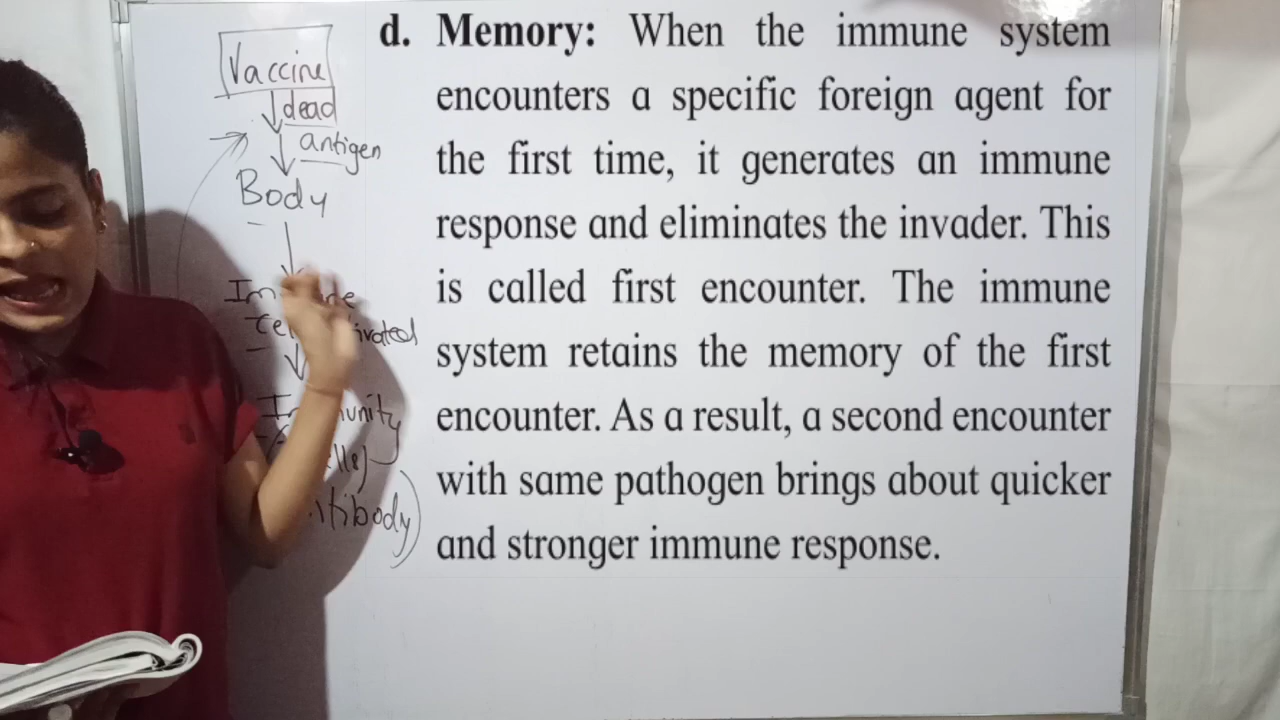 Vaccine
dead
antigen
Body
d. Memory: When the immune system
encounters a specific foreign agent for
the first time, it generates an immune
response and eliminates the invader. This
is called first encounter. The immune
system retains the memory of the first
encounter. As a result, a second encounter
with same pathogen brings about quicker
and stronger immune response.